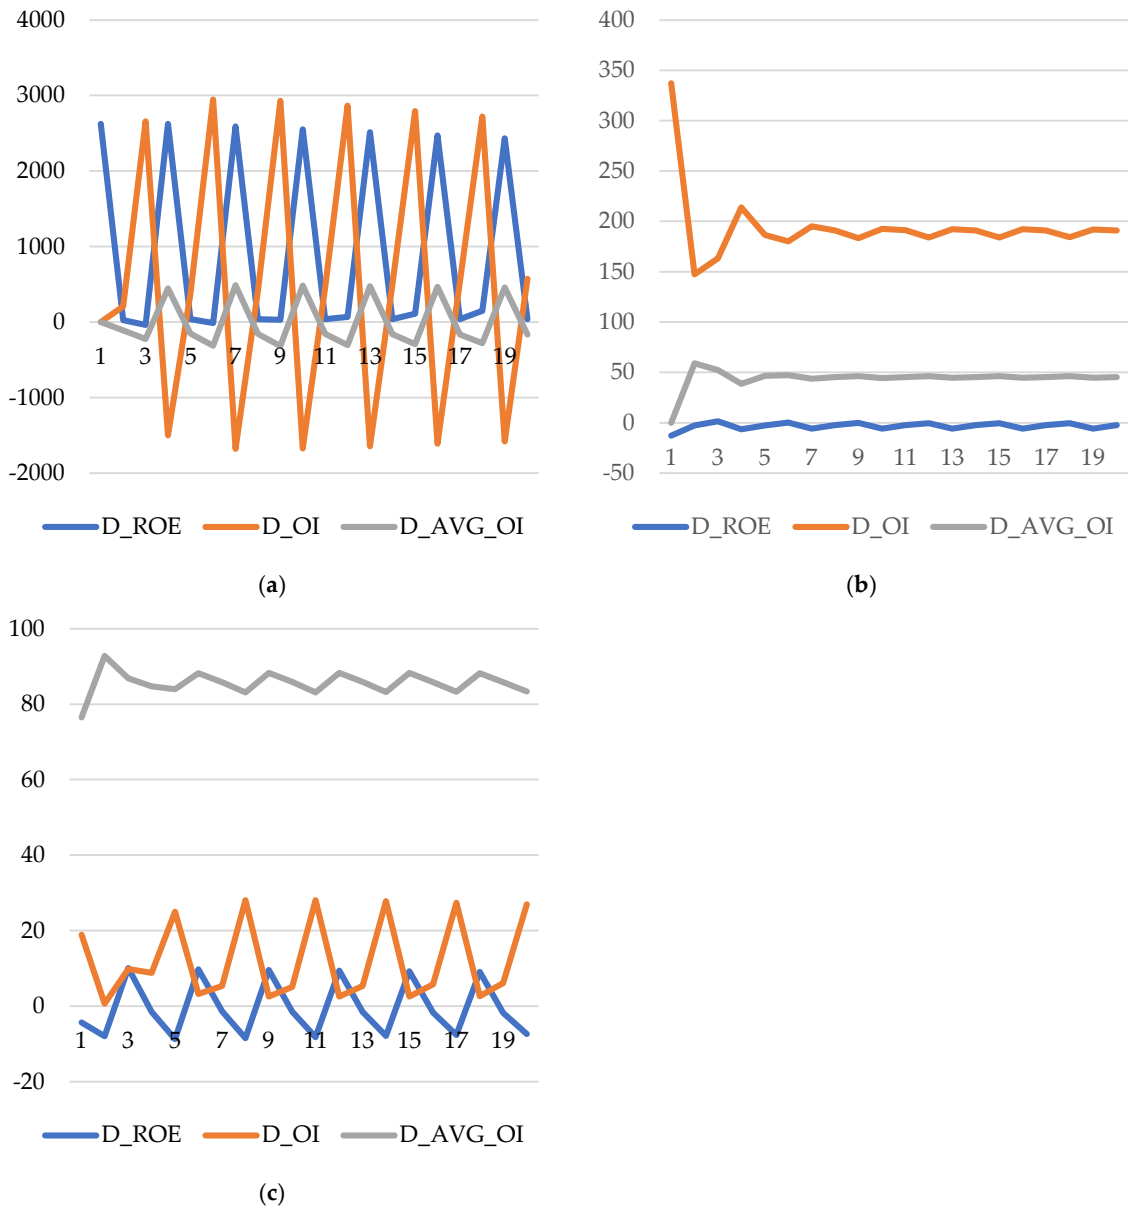 4000
3000
2000
1000
0
1 3 5 7 9 11 13 15 17 19
-1000
-2000
D_ROE D_OI D_AVG_OI
(a)
400
350
300
250
200
150
100
50
0
1 3 5 7 9 11 13 15 17 19
-50
D_ROE D_OI D_AVG_OI
(b)
100
80
60
40
20
0
1 3 5 7 9 11 13 15 17 19
-20
D_ROE D_OI D_AVG_OI
(c)